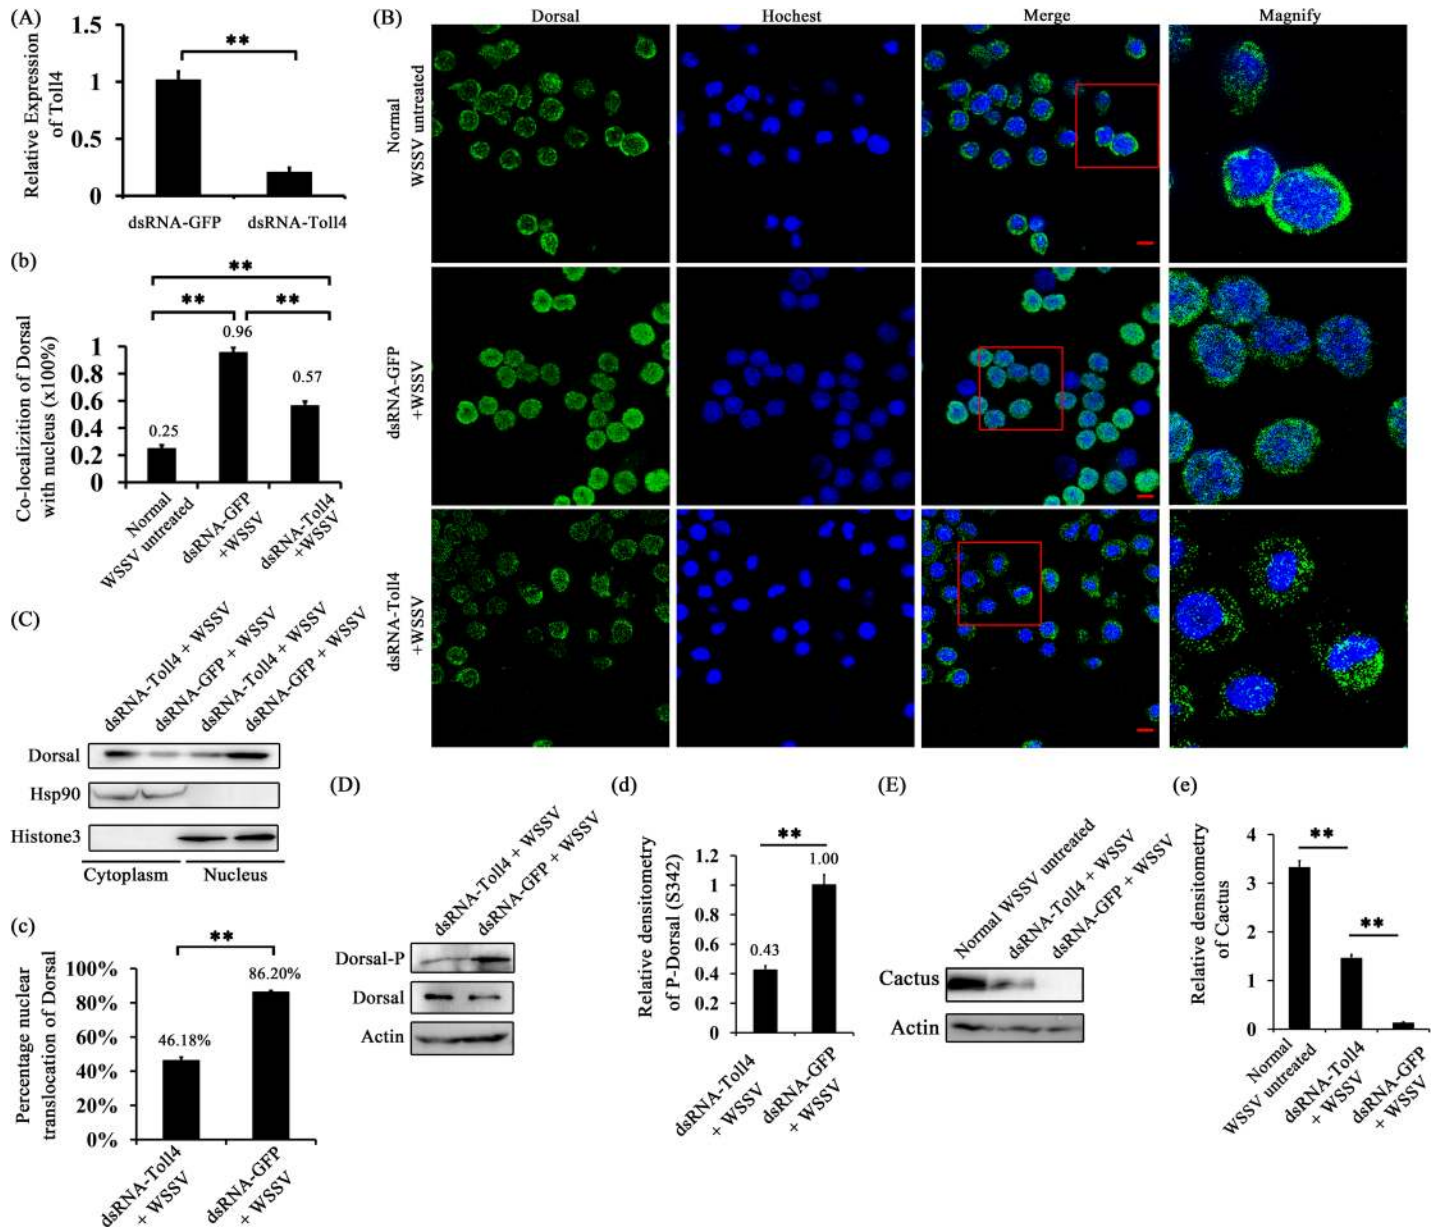 (A)
Relative Expression
of Toll4
1.5
1
0.5
0
**
dsRNA-GFP
dsRNA-Toll4
(b)
Co-localizition of Dorsal
with nucleus (x100%)
1
0.8
0.6
0.4
0.2
0
**
**
**
0.25
0.96
0.57
Normal
WSSV untreated
dsRNA-GFP
+WSSV
dsRNA-Toll4
+WSSV
(B)
Dorsal
Hochest
Merge
Magnify
Normal
WSSV untreated
dsRNA-GFP
+WSSV
dsRNA-Toll4
+WSSV
(C)
dsRNA-Toll4 + WSSV
dsRNA-GFP + WSSV
dsRNA-Toll4 + WSSV
dsRNA-GFP + WSSV
Dorsal
Hsp90
Histone3
Cytoplasm
Nucleus
(c)
Percentage nuclear
translocation of Dorsal
100%
80%
60%
40%
20%
0%
**
46.18%
86.20%
dsRNA-Toll4
+ WSSV
dsRNA-GFP
+ WSSV
(D)
dsRNA-Toll4 + WSSV
dsRNA-GFP + WSSV
Dorsal-P
Dorsal
Actin
(d)
Relative densitometry
of P-Dorsal (S342)
1.2
1
0.8
0.6
0.4
0.2
0
**
0.43
1.00
dsRNA-Toll4
+ WSSV
dsRNA-GFP
+ WSSV
(E)
Normal WSSV untreated
dsRNA-Toll4 + WSSV
dsRNA-GFP + WSSV
Cactus
Actin
(e)
Relative densitometry
of Cactus
4
3
2
1
0
**
**
Normal
WSSV untreated
dsRNA-Toll4
+ WSSV
dsRNA-GFP
+ WSSV